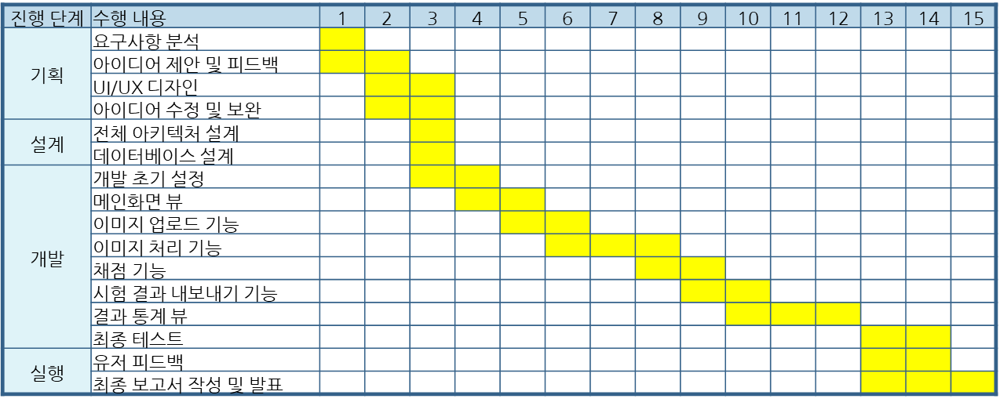 진행 단계 수행 내용 1 2 3 4 5 6 7 8 9 10 11 12 13 14 15
기획
요구사항 분석
아이디어 제안 및 피드백
UI/UX 디자인
아이디어 수정 및 보완
설계
전체 아키텍처 설계
데이터베이스 설계
개발
개발 초기 설정
메인화면 뷰
이미지 업로드 기능
이미지 처리 기능
채점 기능
시험 결과 내보내기 기능
결과 통계 뷰
최종 테스트
실행
유저 피드백
최종 보고서 작성 및 발표